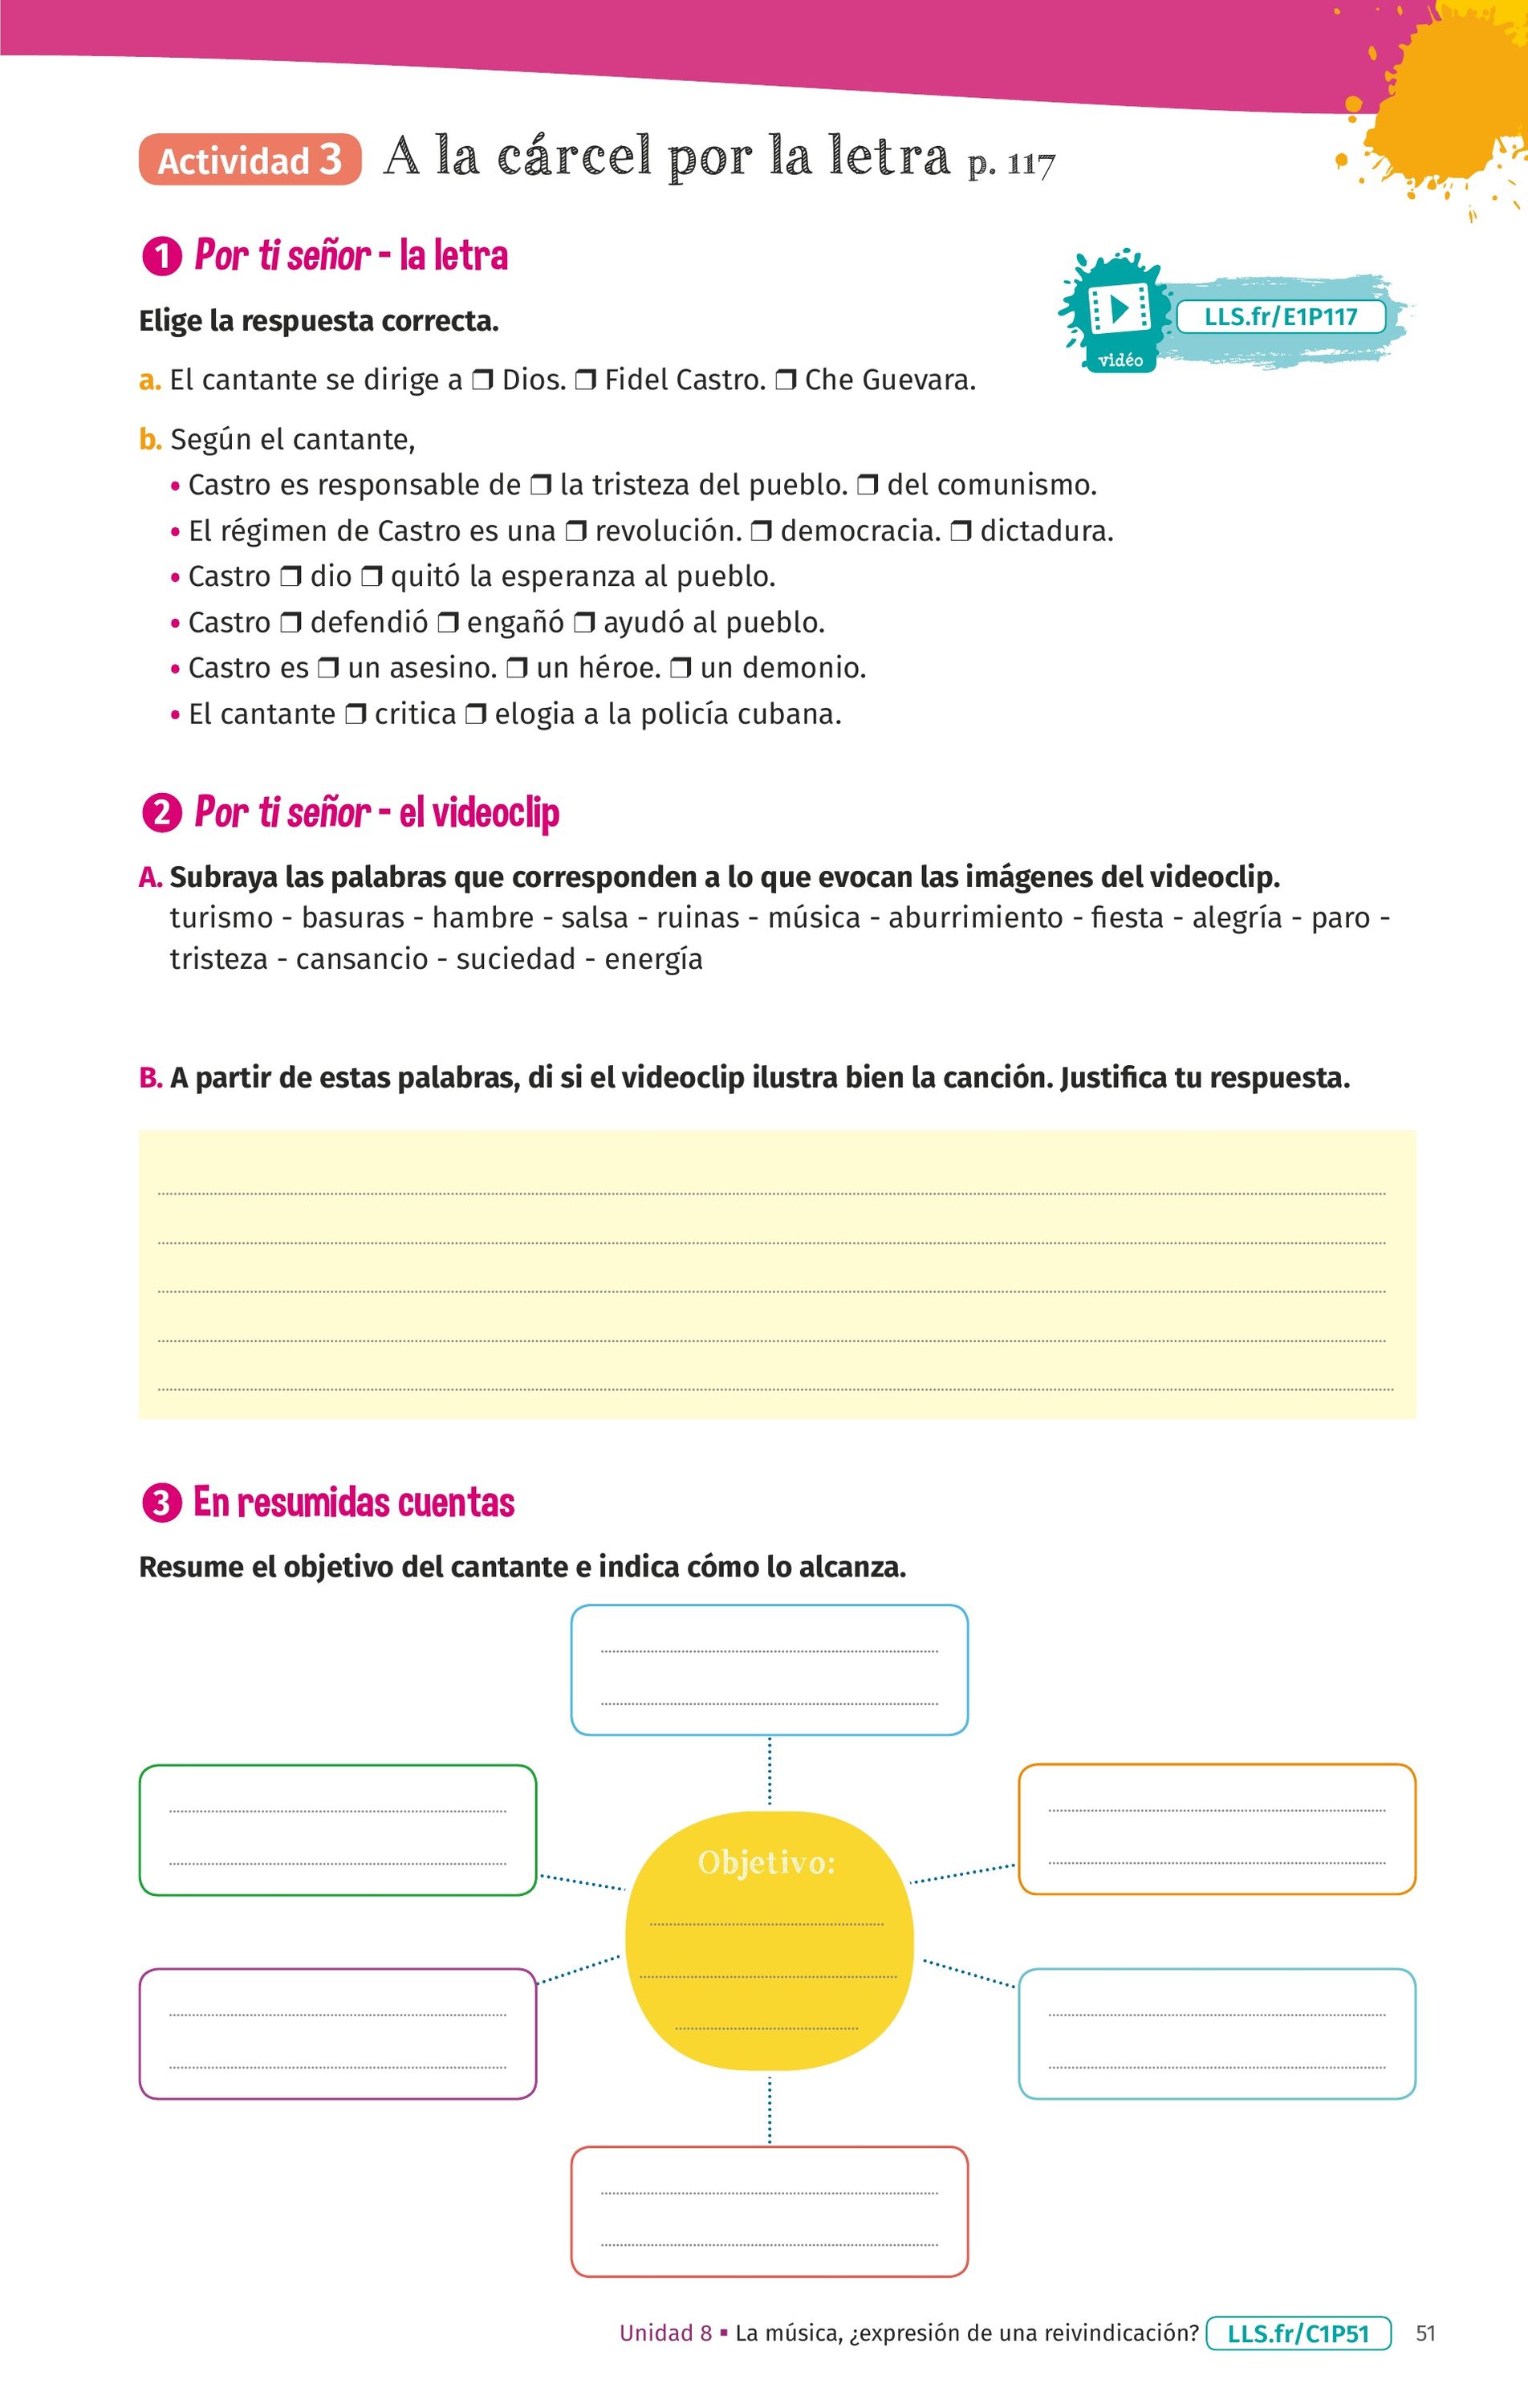 Actividad 3 A la cárcel por la letra p. 117
1 Por ti señor - la letra
vidéo
LLS.fr/E1P117
Elige la respuesta correcta.
a. El cantante se dirige a ❒ Dios. ❒ Fidel Castro. ❒ Che Guevara.
b. Según el cantante,
• Castro es responsable de ❒ la tristeza del pueblo. ❒ del comunismo.
• El régimen de Castro es una ❒ revolución. ❒ democracia. ❒ dictadura.
• Castro ❒ dio ❒ quitó la esperanza al pueblo.
• Castro ❒ defendió ❒ engañó ❒ ayudó al pueblo.
• Castro es ❒ un asesino. ❒ un héroe. ❒ un demonio.
• El cantante ❒ critica ❒ elogia a la policía cubana.
2 Por ti señor - el videoclip
A. Subraya las palabras que corresponden a lo que evocan las imágenes del videoclip.
turismo - basuras - hambre - salsa - ruinas - música - aburrimiento - fiesta - alegría - paro -
tristeza - cansancio - suciedad - energía
B. A partir de estas palabras, di si el videoclip ilustra bien la canción. Justifica tu respuesta.
3 En resumidas cuentas
Resume el objetivo del cantante e indica cómo lo alcanza.
Objetivo:
Unidad 8 ▪ La música, ¿expresión de una reivindicación? LLS.fr/C1P51 51